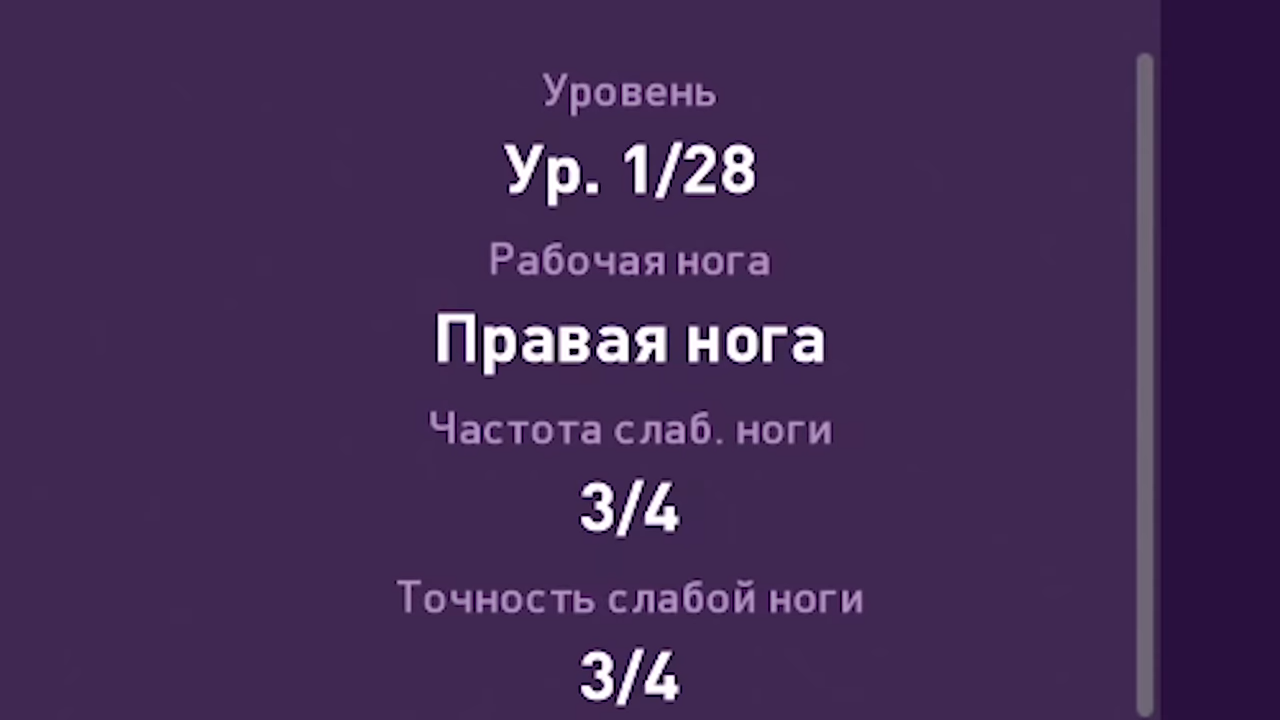 Уровень
Ур. 1/28
Рабочая нога
Правая нога
Частота слаб. ноги
3/4
Точность слабой ноги
3/4